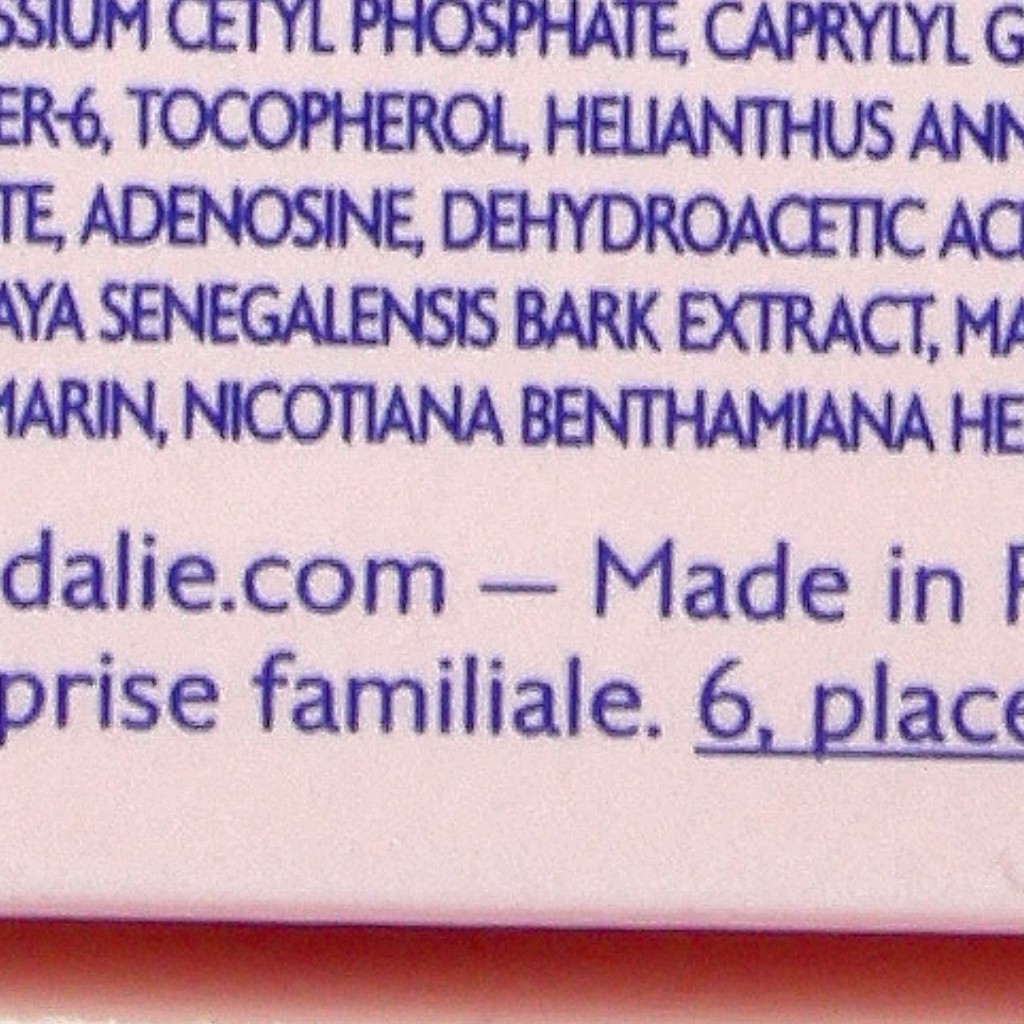 SSIUM CETYL PHOSPHATE, CAPRYLYL G
ER-6, TOCOPHEROL, HELIANTHUS ANN
TE, ADENOSINE, DEHYDROACETIC ACI
AYA SENEGALENSIS BARK EXTRACT, MA
MARIN, NICOTIANA BENTHAMIANA HE
dalie.com — Made in F
prise familiale. 6, place